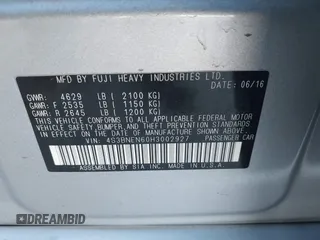 MFD BY FUJI HEAVY INDUSTRIES LTD.
DATE: 06/16
GVWR: 4629 LB ( 2100 KG)
GAWR: F 2535 LB ( 1150 KG)
GAWR: R 2645 LB ( 1200 KG)
THIS VEHICLE CONFORMS TO ALL APPLICABLE FEDERAL MOTOR
VEHICLE SAFETY, BUMPER, AND THEFT PREVENTION STANDARDS
IN EFFECT ON THE DATE OF MANUFACTURE SHOWN ABOVE.
VIN: 4S3BNEN60H3002927 PASSENGER CAR
ASSEMBLED BY SIA INC. MADE IN U.S.A.
DREAMBID